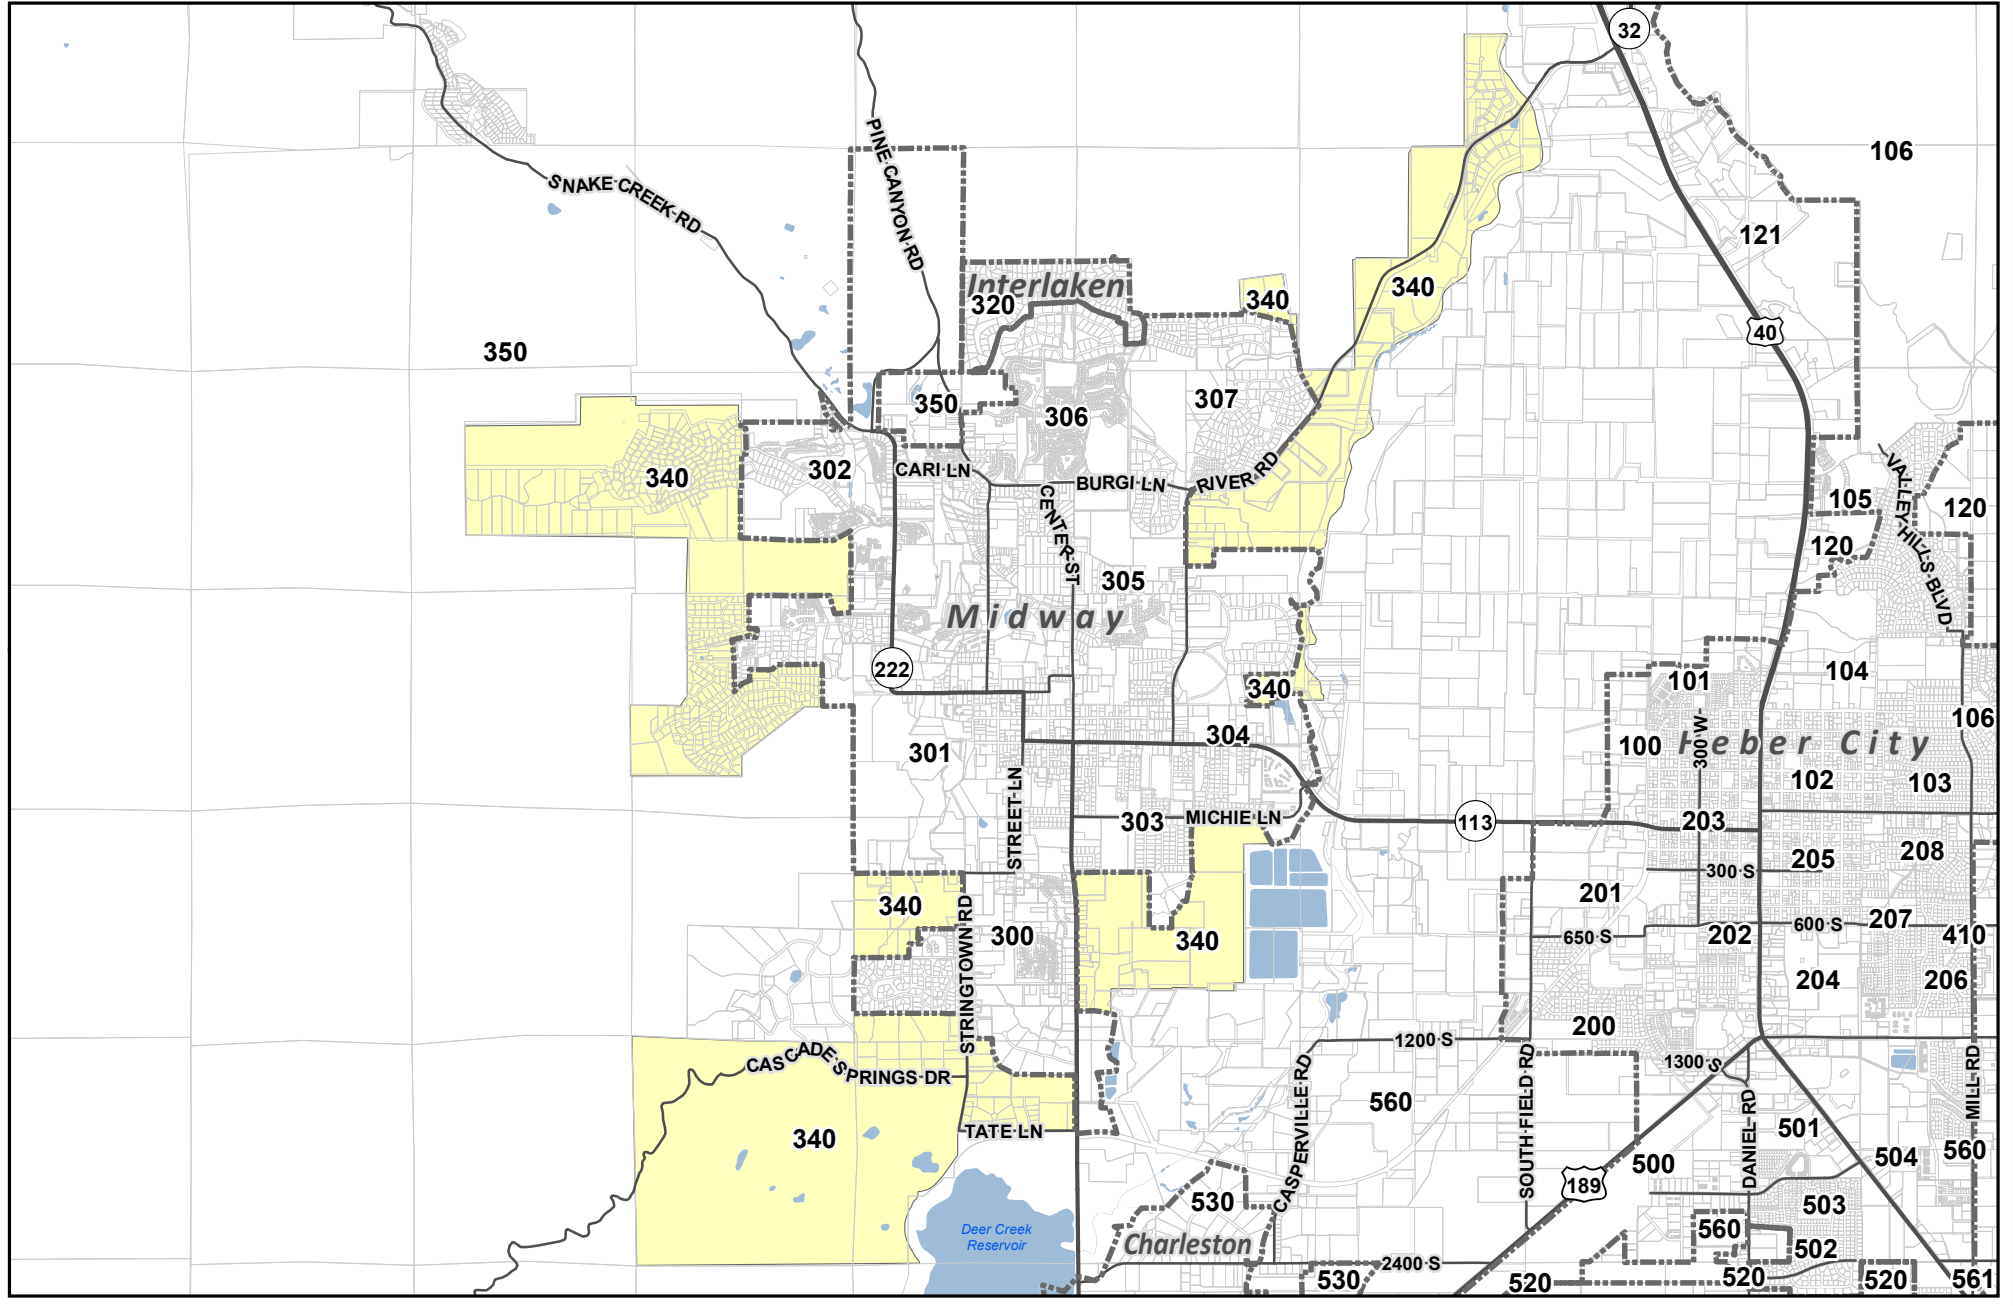 32
106
PINE CANYON RD
SNAKE CREEK RD
121
Interlaken
320
340
340
40
350
350
306
307
340
302
CARI LN
BURGI LN
RIVER RD
CENTER ST
VALLEY HILLS BLVD
105
120
120
305
Midway
222
340
101
104
106
301
304
100
300 W
Heber City
102
103
STREET LN
303
MICHIE LN
113
203
205
208
300 S
201
340
STRINGTOWN RD
300
340
650 S
202
600 S
207
410
204
206
200
1200 S
1300 S
CASCADE SPRINGS DR
340
TATE LN
CASPERVILLE RD
560
SOUTH FIELD RD
DANIEL RD
MILL RD
501
504
560
500
189
530
503
Deer Creek
Reservoir
Charleston
560
502
2400 S
530
520
520
520
561